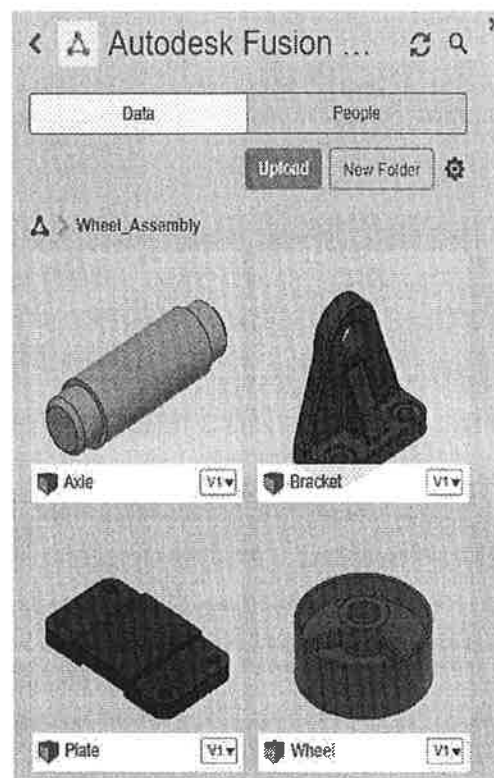 Autodesk Fusion ...
Data People
Upload New Folder
Wheel_Assembly
Axle V1 Bracket V1
Plate V1 Wheel V1